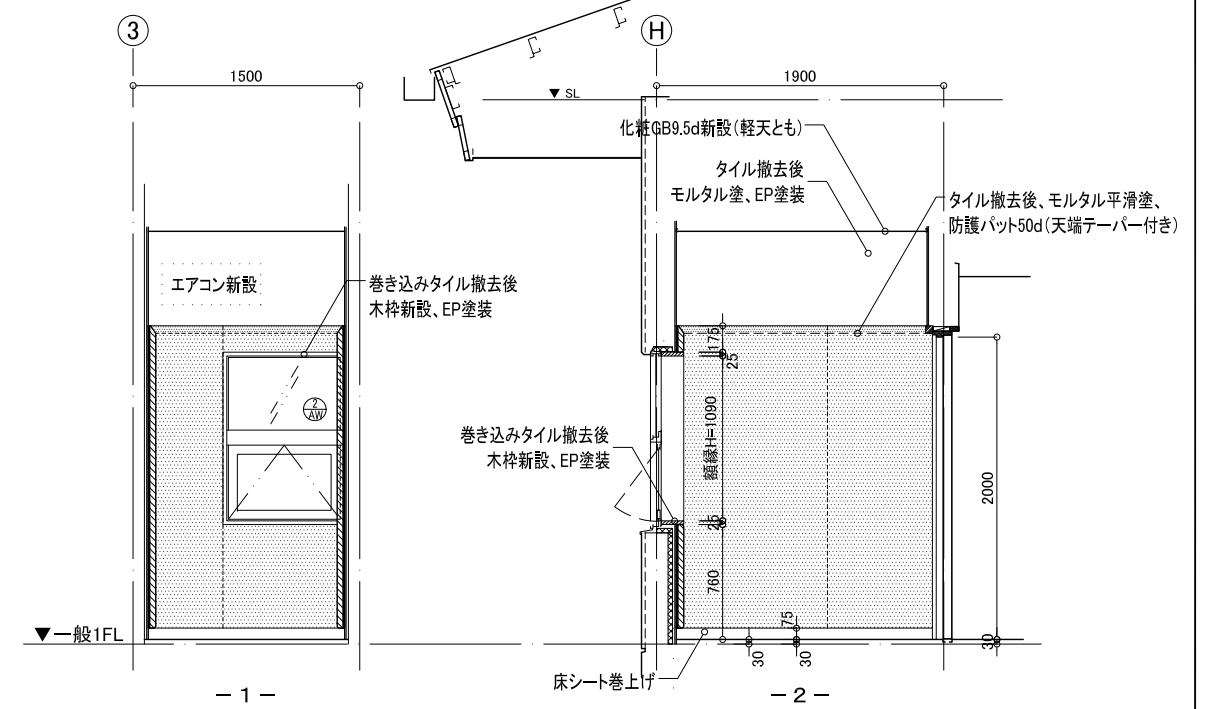 3
1500
エアコン新設
巻き込みタイル撤去後
木枠新設、EP塗装
2
AW
▼一般1FL
－1－
H
1900
▼ SL
化粧GB9.5d新設(軽天とも)
タイル撤去後
モルタル塗、EP塗装
タイル撤去後、モルタル平滑塗、
防護パット50d(天端テーパー付き)
175
25
額縁H=1090
巻き込みタイル撤去後
木枠新設、EP塗装
25
760
75
2000
30
30
30
床シート巻上げ
－2－